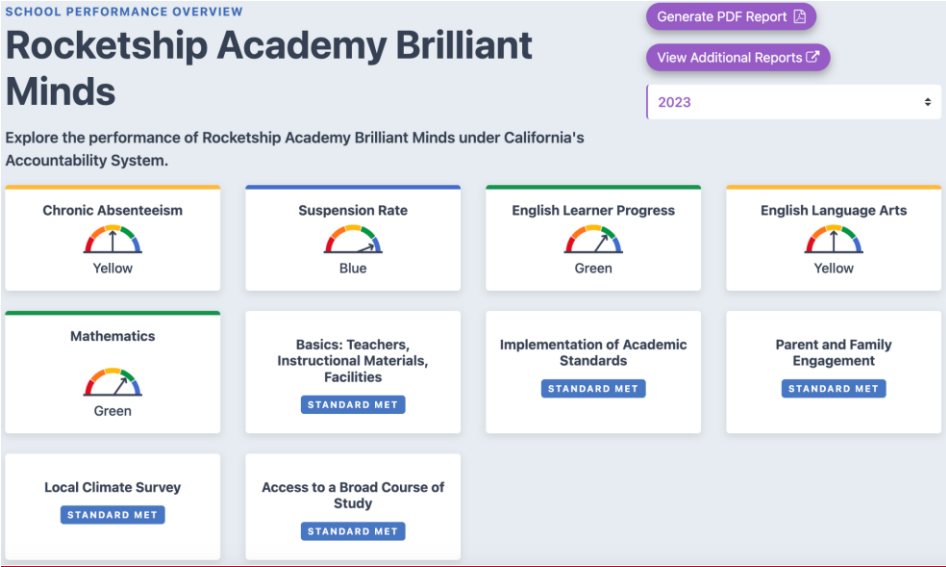 SCHOOL PERFORMANCE OVERVIEW
Rocketship Academy Brilliant
Minds
Explore the performance of Rocketship Academy Brilliant Minds under California's
Accountability System.
Generate PDF Report
View Additional Reports
2023
Chronic Absenteeism
Yellow
Suspension Rate
Blue
English Learner Progress
Green
English Language Arts
Yellow
Mathematics
Green
Basics: Teachers,
Instructional Materials,
Facilities
STANDARD MET
Implementation of Academic
Standards
STANDARD MET
Parent and Family
Engagement
STANDARD MET
Local Climate Survey
STANDARD MET
Access to a Broad Course of
Study
STANDARD MET